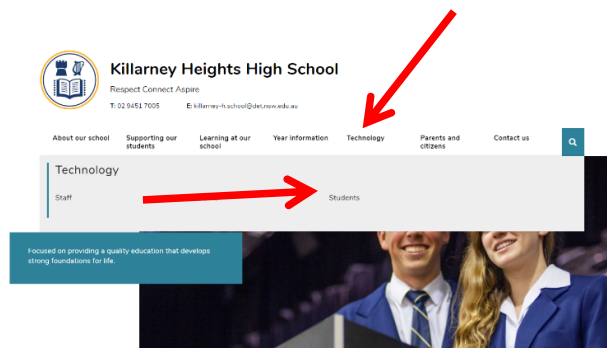 Killarney Heights High School
Respect Connect Aspire
T: 02 9451 7005 E: killarney-h.school@det.nsw.edu.au
About our school Supporting our students Learning at our school Year information Technology Parents and citizens Contact us
Technology
Staff Students
Focused on providing a quality education that develops
strong foundations for life.